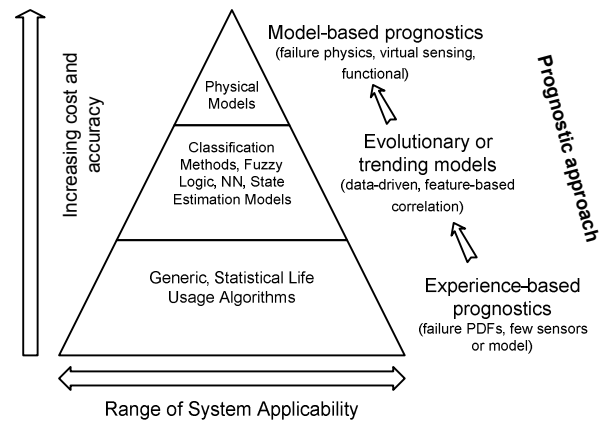 Model-based prognostics
(failure physics, virtual sensing,
functional)
Physical
Models
Increasing cost and
accuracy
Prognostic approach
Classification
Methods, Fuzzy
Logic, NN, State
Estimation Models
Evolutionary or
trending models
(data-driven, feature-based
correlation)
Generic, Statistical Life
Usage Algorithms
Experience-based
prognostics
(failure PDFs, few sensors
or model)
Range of System Applicability